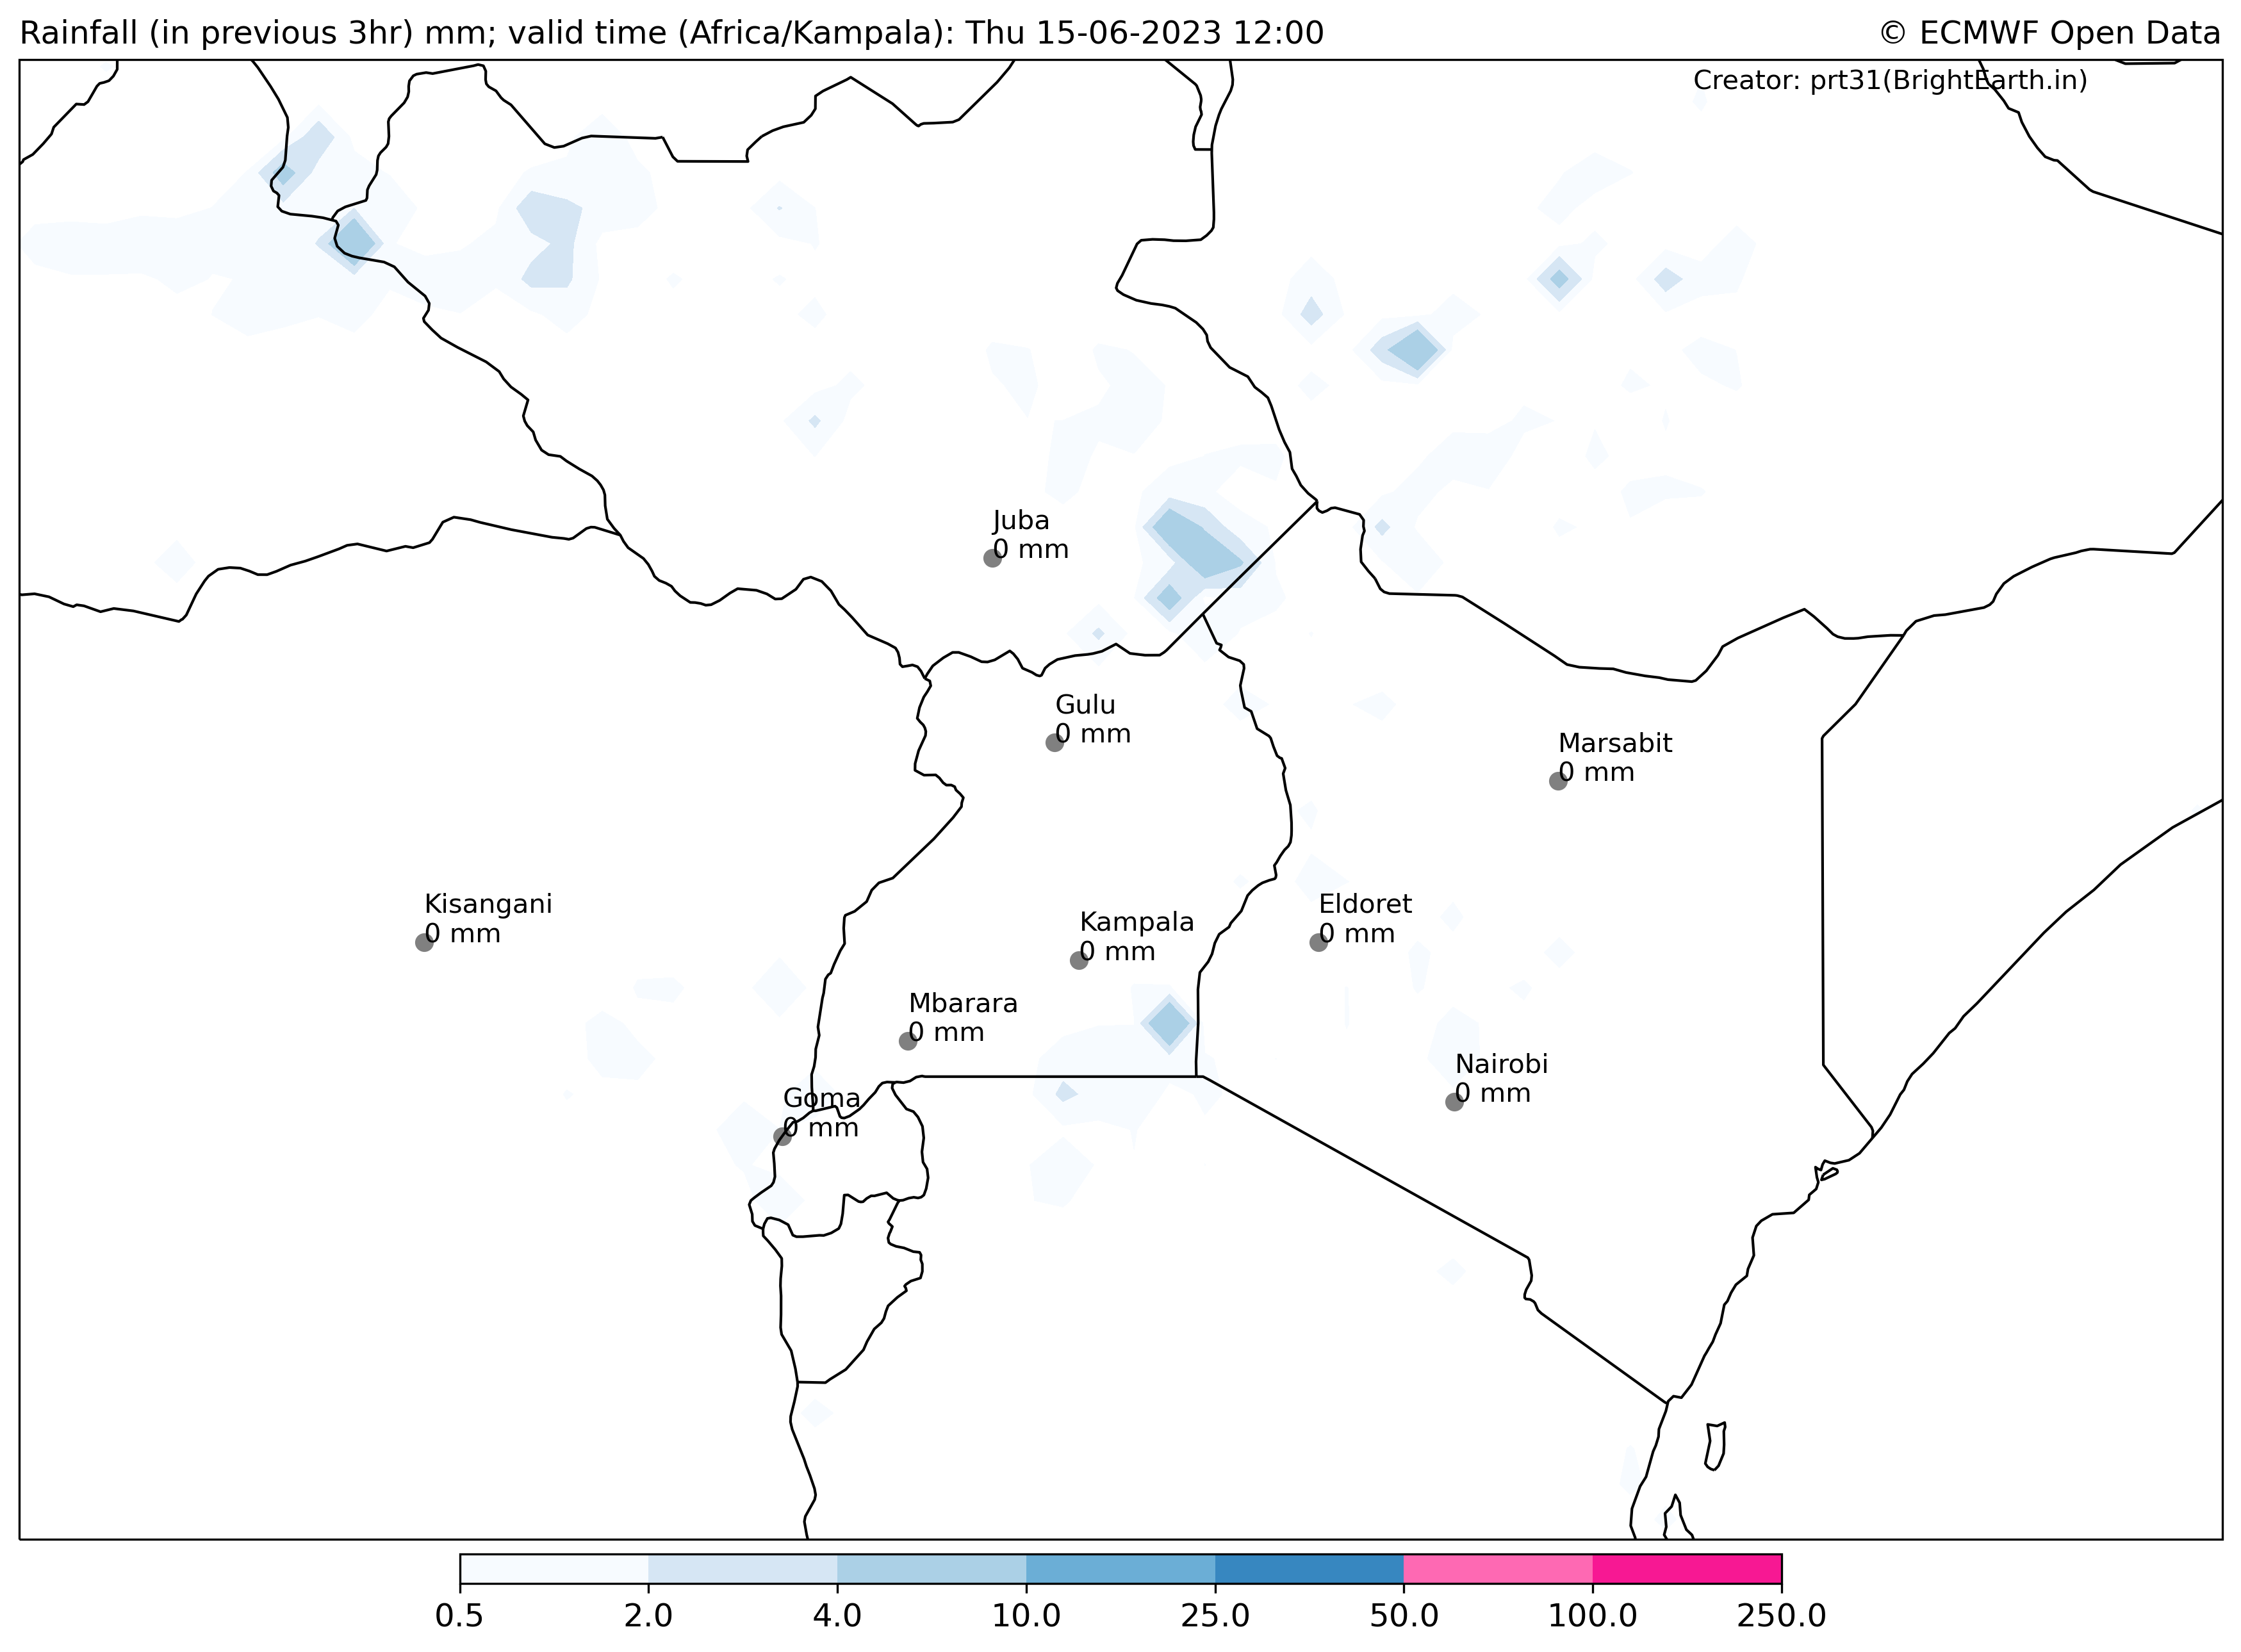 Rainfall (in previous 3hr) mm; valid time (Africa/Kampala): Thu 15-06-2023 12:00
© ECMWF Open Data
Creator: prt31(BrightEarth.in)
Juba
0 mm
Gulu
0 mm
Marsabit
0 mm
Kisangani
0 mm
Eldoret
0 mm
Kampala
0 mm
Mbarara
0 mm
Nairobi
0 mm
Goma
0 mm
0.5 2.0 4.0 10.0 25.0 50.0 100.0 250.0